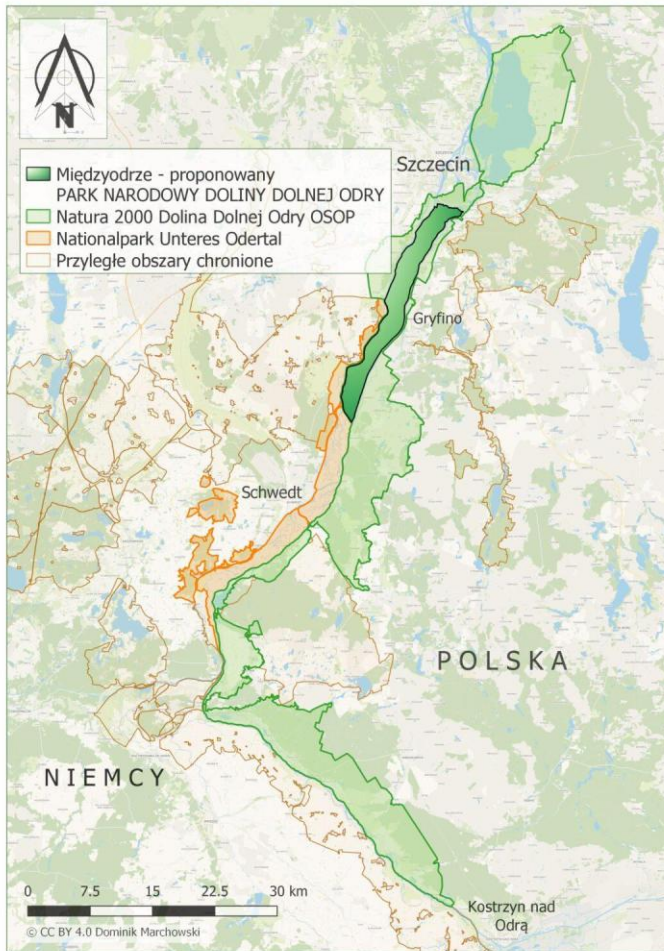 N
Międzyodrze - proponowany
PARK NARODOWY DOLINY DOLNEJ ODRY
Natura 2000 Dolina Dolnej Odry OSOP
Nationalpark Unteres Odertal
Przyległe obszary chronione
Szczecin
Gryfino
Schwedt
POLSKA
NIEMCY
0 7.5 15 22.5 30 km
© CC BY 4.0 Dominik Marchowski
Kostrzyn nad
Odrą